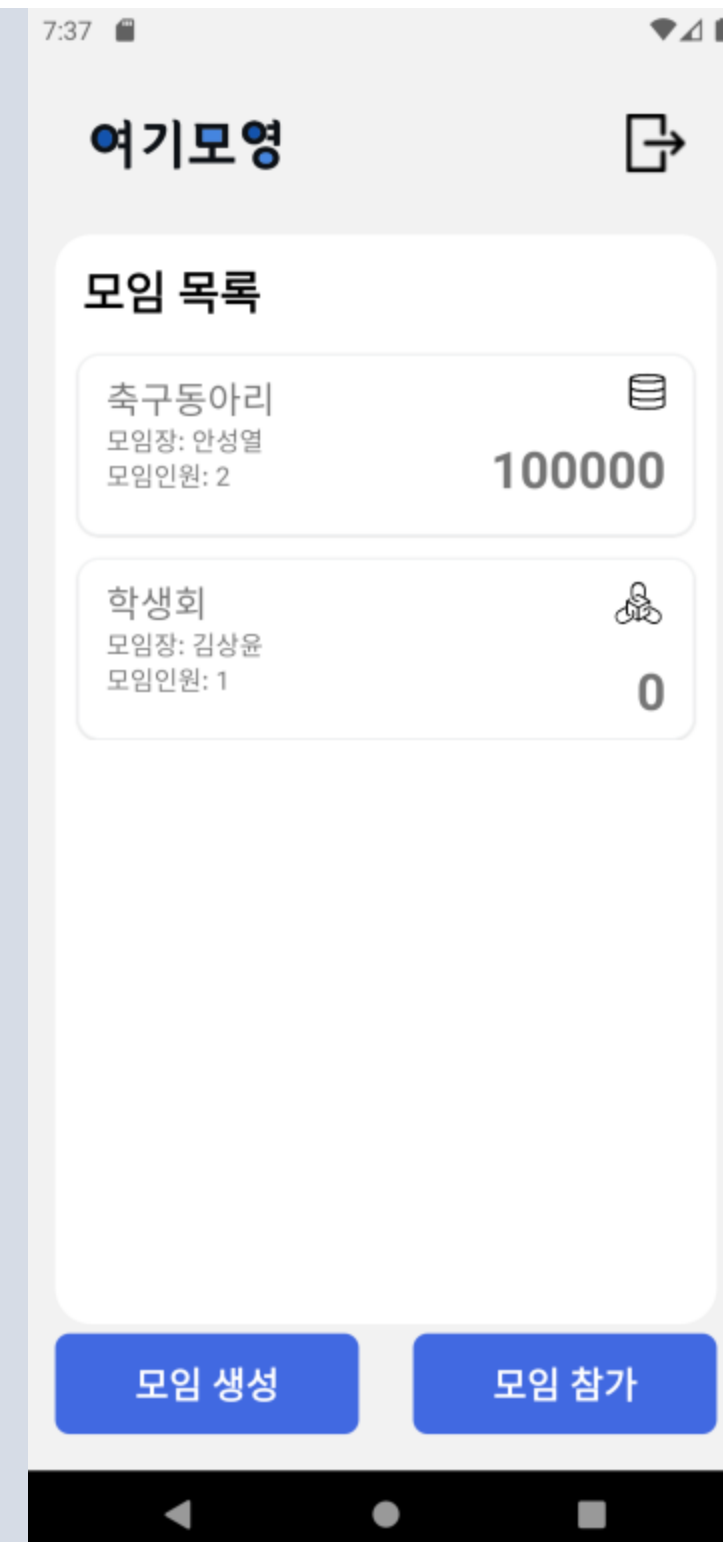 7:37
여기모영
모임 목록
축구동아리
모임장: 안성열
모임인원: 2
100000
학생회
모임장: 김상윤
모임인원: 1
0
모임 생성
모임 참가